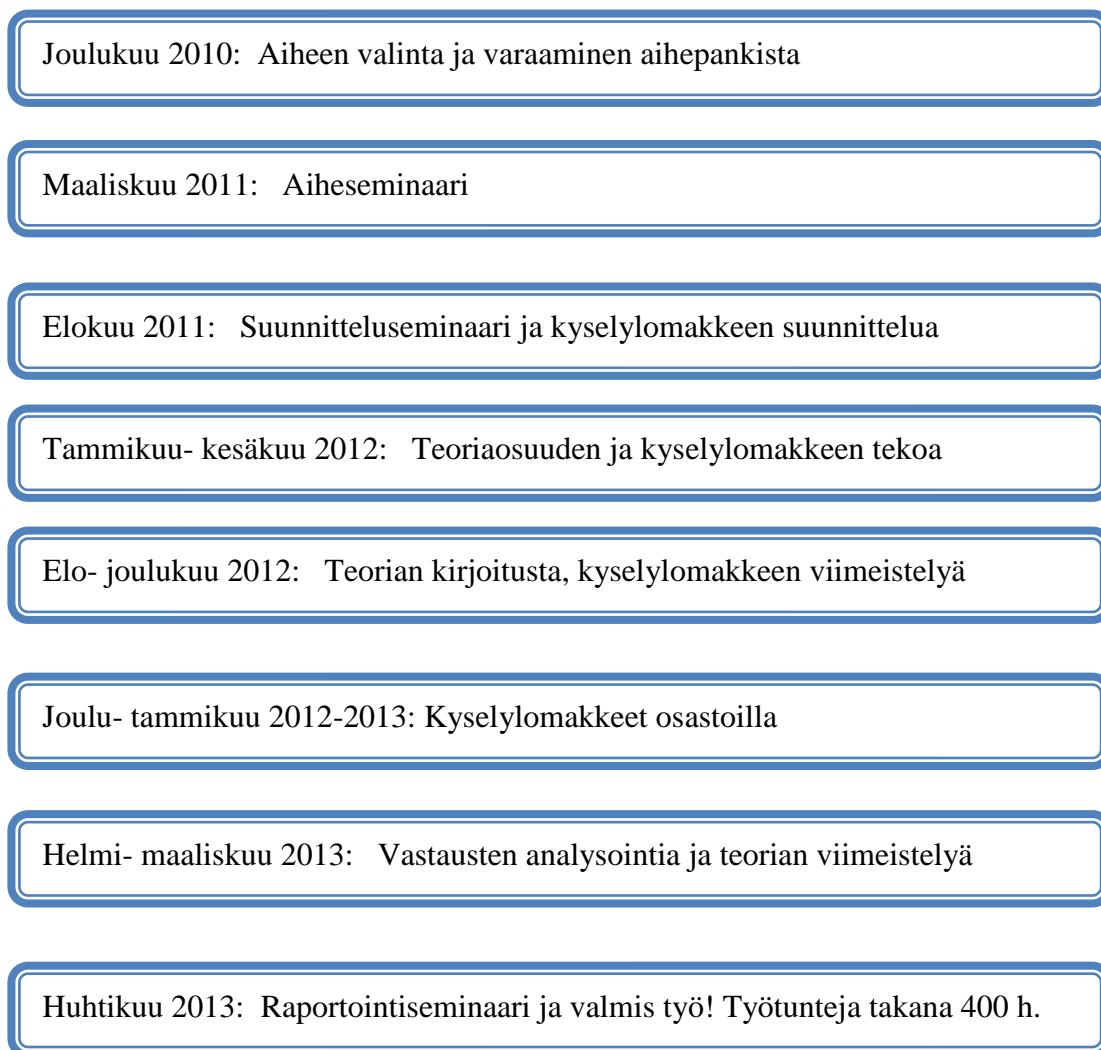 Joulukuu 2010: Aiheen valinta ja varaaminen aihepankista
Maaliskuu 2011: Aiheseminaari
Elokuu 2011: Suunnitteluseminaari ja kyselylomakkeen suunnittelua
Tammikuu- kesäkuu 2012: Teoriaosuuden ja kyselylomakkeen tekoa
Elo- joulukuu 2012: Teorian kirjoitusta, kyselylomakkeen viimeistelyä
Joulu- tammikuu 2012-2013: Kyselylomakkeet osastoilla
Helmi- maaliskuu 2013: Vastausten analysointia ja teorian viimeistelyä
Huhtikuu 2013: Raportointiseminaari ja valmis työ! Työtunteja takana 400 h.